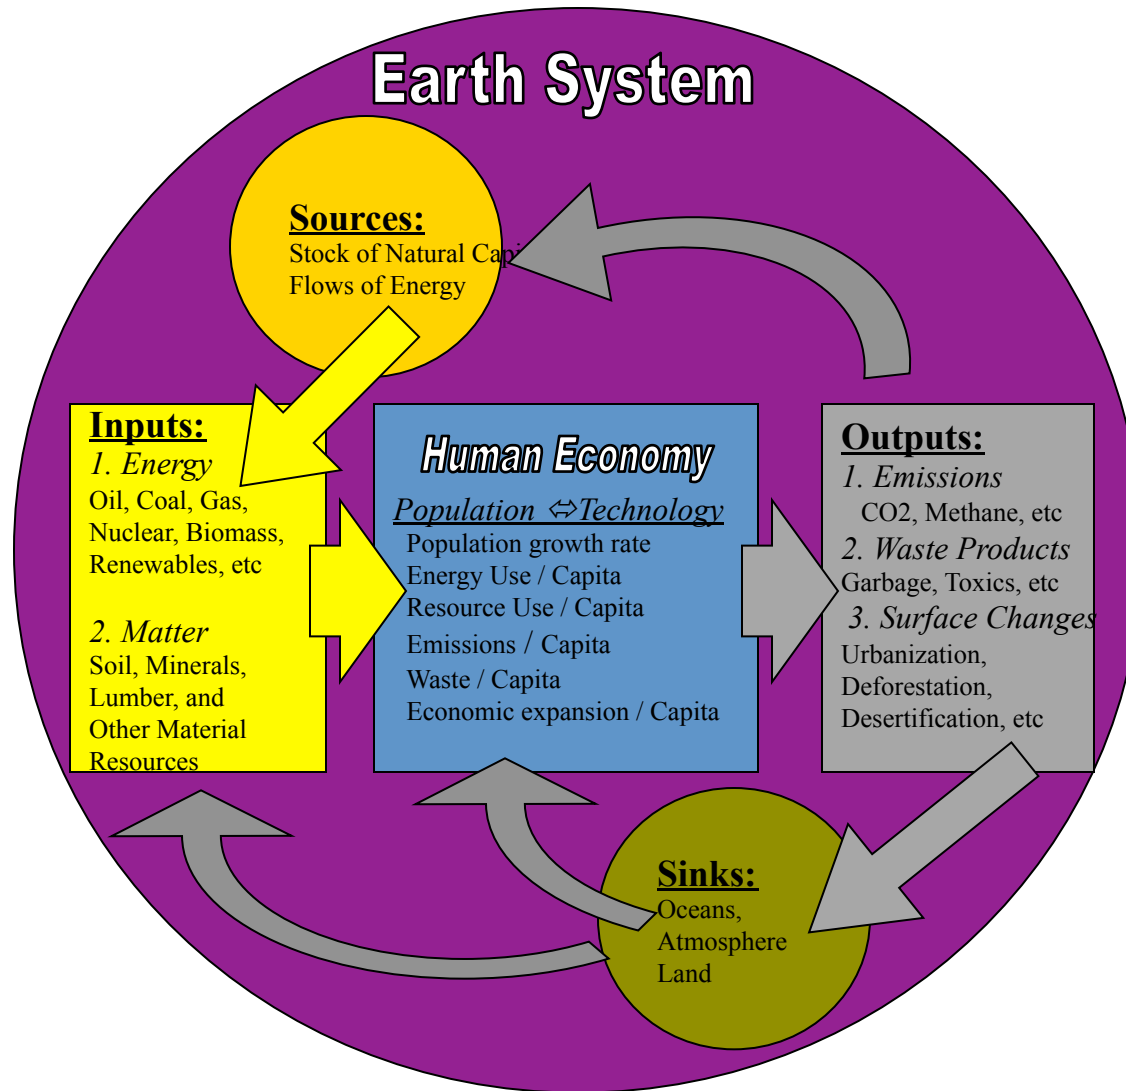 Earth System
Sources:
Stock of Natural Capi
Flows of Energy
Inputs:
1. Energy
Oil, Coal, Gas,
Nuclear, Biomass,
Renewables, etc
2. Matter
Soil, Minerals,
Lumber, and
Other Material
Resources
Human Economy
Population ⬄Technology
Population growth rate
Energy Use / Capita
Resource Use / Capita
Emissions / Capita
Waste / Capita
Economic expansion / Capita
Outputs:
1. Emissions
CO2, Methane, etc
2. Waste Products
Garbage, Toxics, etc
3. Surface Changes
Urbanization,
Deforestation,
Desertification, etc
Sinks:
Oceans,
Atmosphere
Land